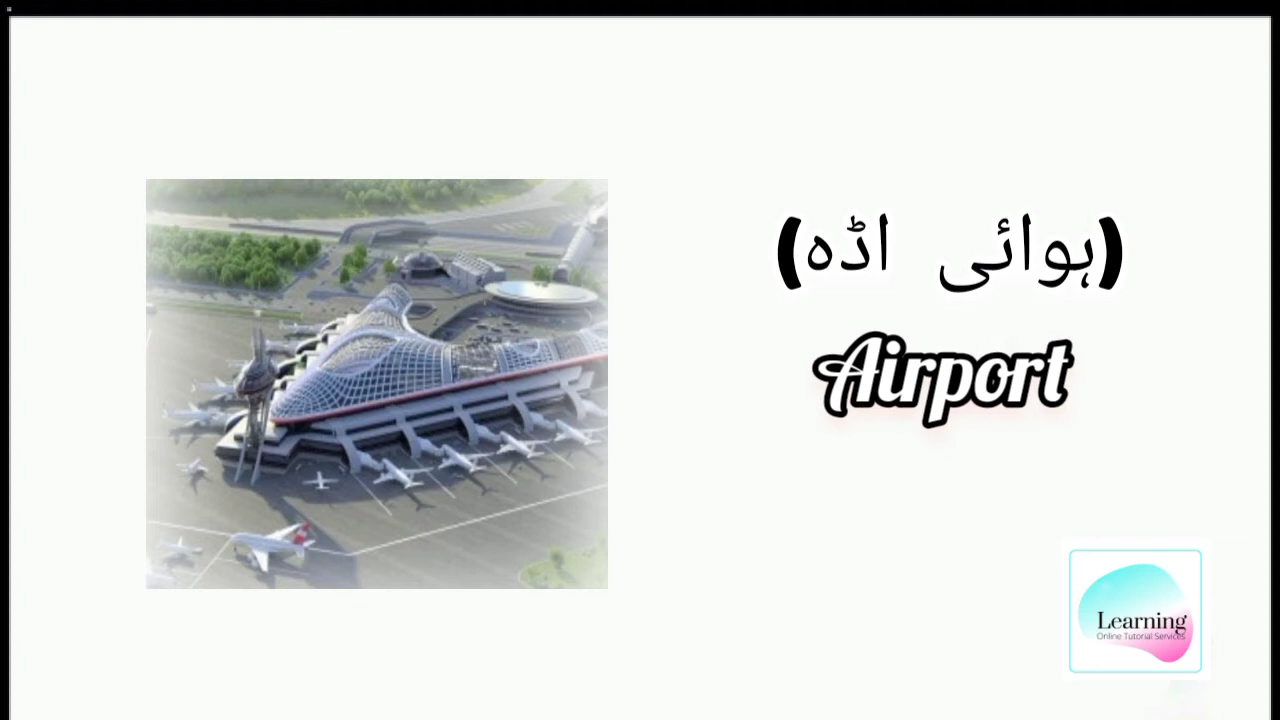 (ہوائی اڈہ)
Airport
Learning
Online Tutorial Services